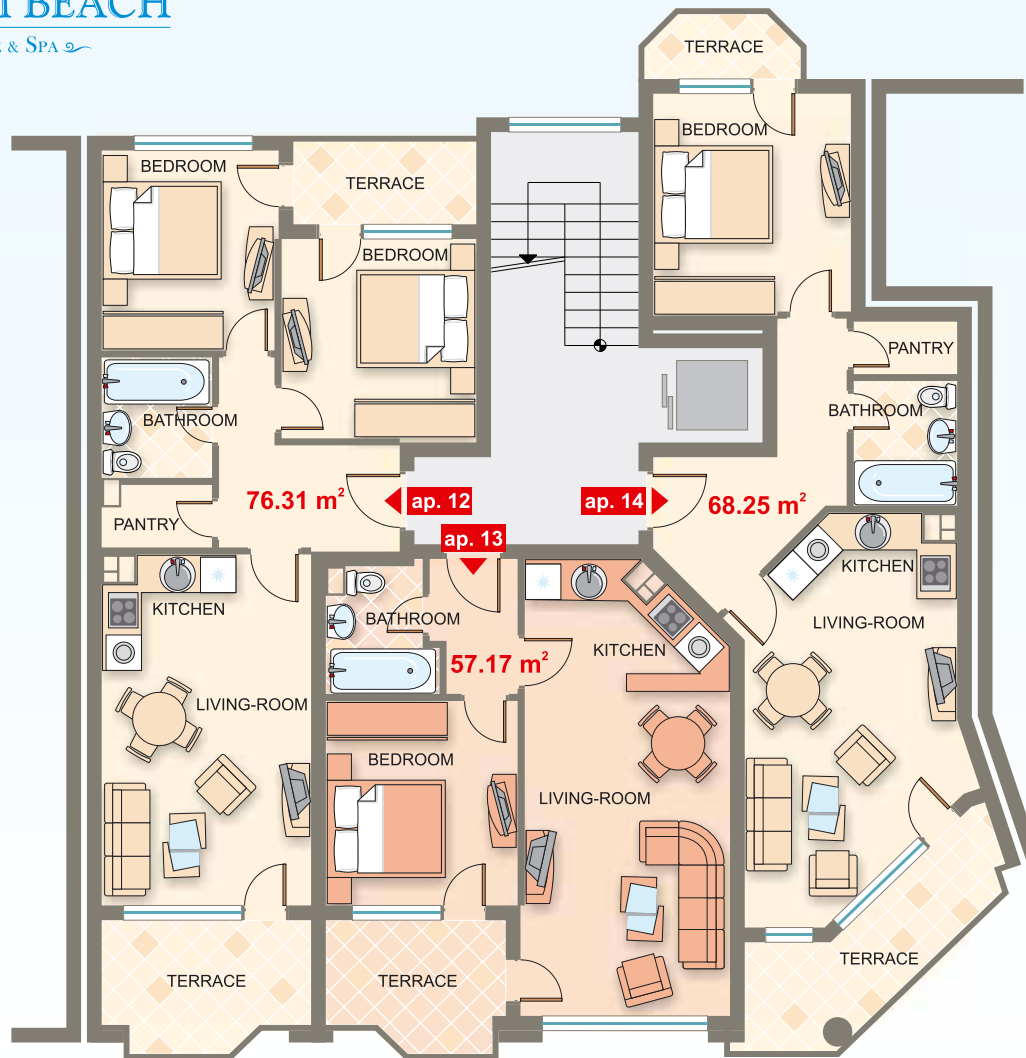 BEACH
& SPA
TERRACE
BEDROOM
BEDROOM
TERRACE
BEDROOM
PANTRY
BATHROOM
BATHROOM
76.31 m²
ap. 12
ap. 14
68.25 m²
PANTRY
ap. 13
KITCHEN
KITCHEN
BATHROOM
LIVING-ROOM
KITCHEN
57.17 m²
LIVING-ROOM
BEDROOM
LIVING-ROOM
TERRACE
TERRACE
TERRACE